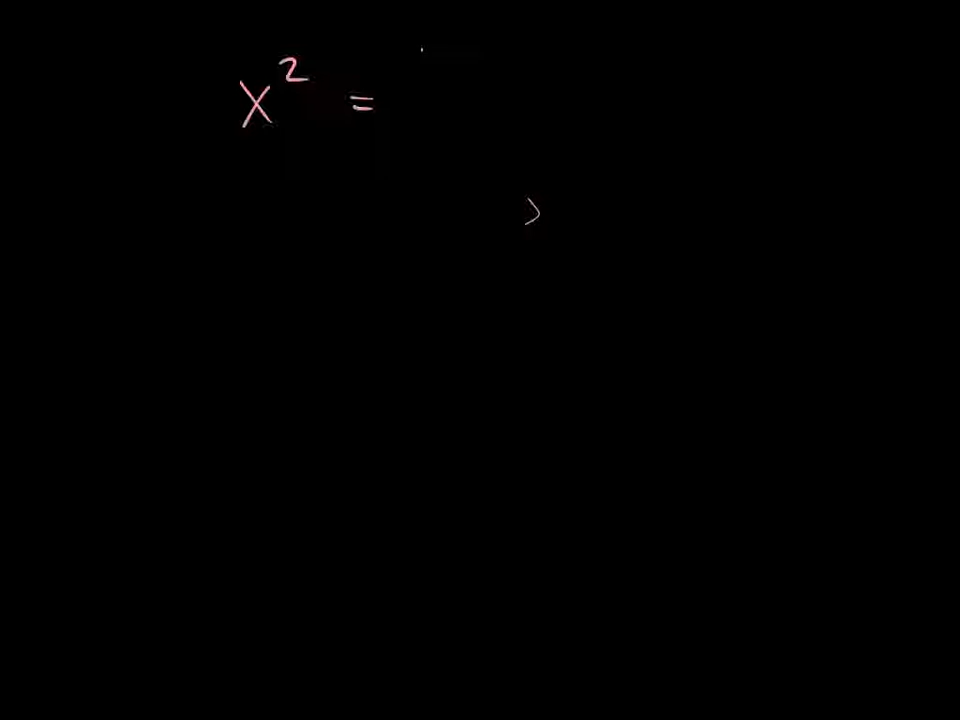 x² =